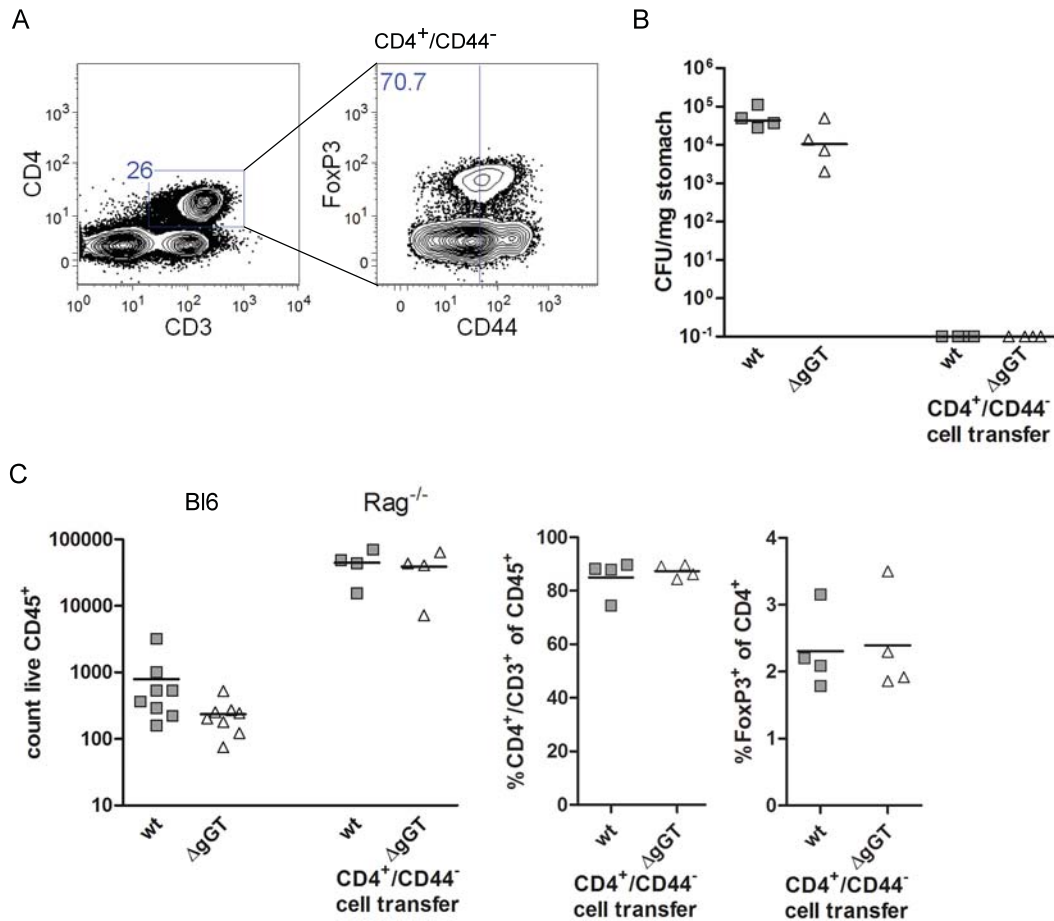 A
CD4⁺/CD44⁻
CD4
10³
10²
10¹
0
26
10⁰
10¹
10²
10³
10⁴
CD3
FoxP3
70.7
10³
10²
10¹
0
0
10¹
10²
10³
CD44
B
CFU/mg stomach
10⁶
10⁵
10⁴
10³
10²
10¹
10⁰
10⁻¹
wt
ΔgGT
wt
ΔgGT
CD4⁺/CD44⁻
cell transfer
C
Bl6
Rag⁻/⁻
count live CD45⁺
100000
10000
1000
100
10
wt
ΔgGT
wt
ΔgGT
CD4⁺/CD44⁻
cell transfer
%CD4⁺/CD3⁺ of CD45⁺
100
80
60
40
20
0
wt
ΔgGT
CD4⁺/CD44⁻
cell transfer
%FoxP3⁺ of CD4⁺
4
3
2
1
0
wt
ΔgGT
CD4⁺/CD44⁻
cell transfer